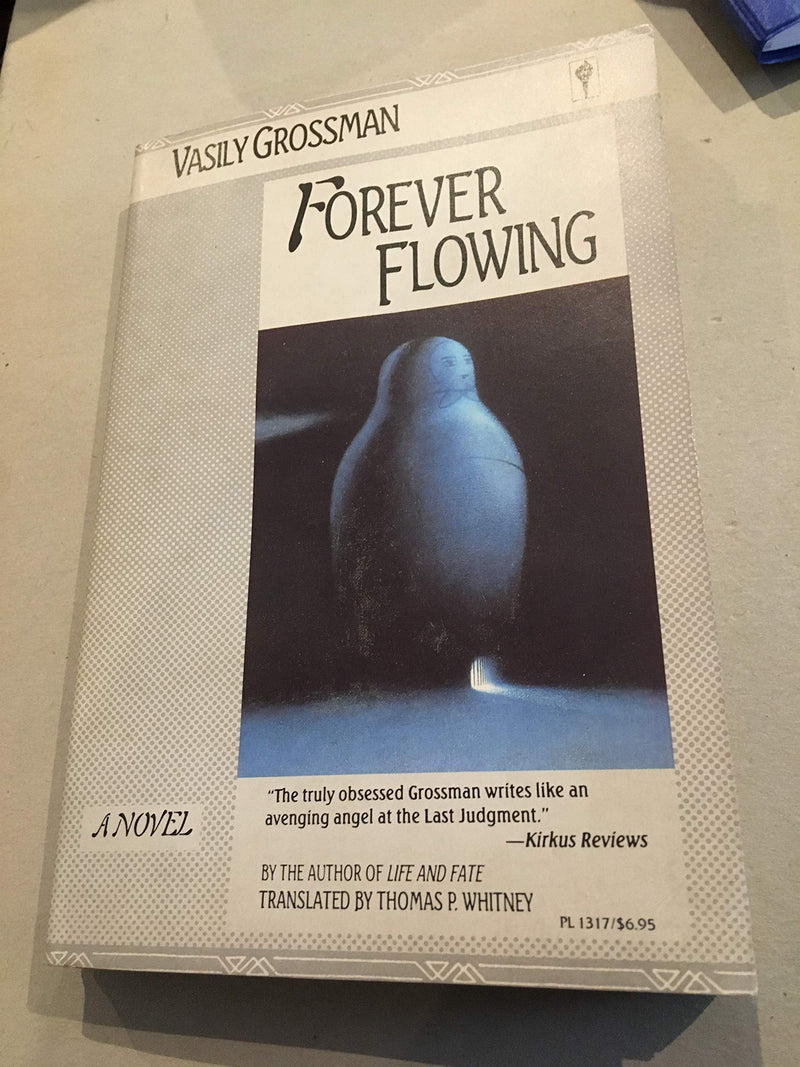 VASILY GROSSMAN
FOREVER
FLOWING
"The truly obsessed Grossman writes like an
avenging angel at the Last Judgment."
—Kirkus Reviews
A NOVEL
BY THE AUTHOR OF LIFE AND FATE
TRANSLATED BY THOMAS P. WHITNEY
PL 1317/$6.95